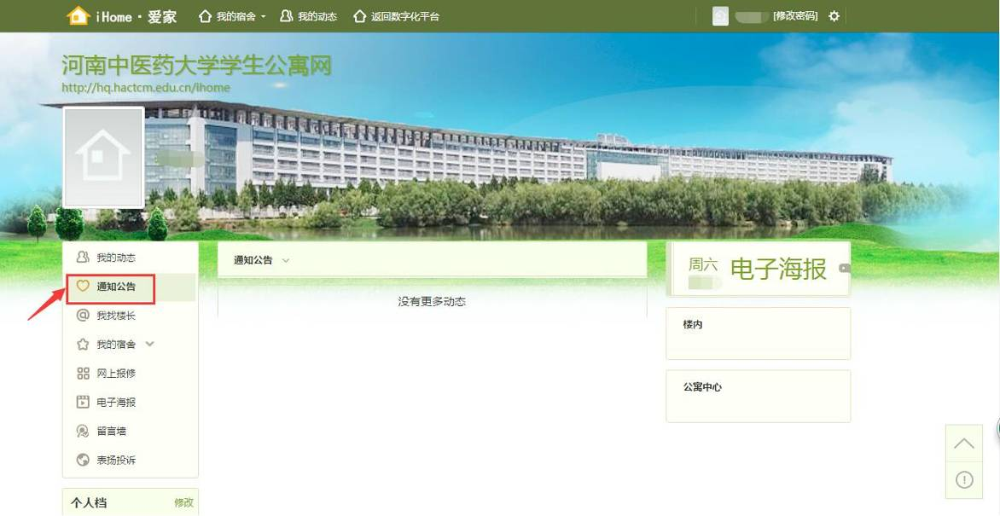 iHome · 爱家 我的宿舍 我的动态 返回数字化平台 [修改密码]
河南中医药大学学生公寓网
http://hq.hactcm.edu.cn/ihome
我的动态
通知公告
我找楼长
我的宿舍
网上报修
电子海报
留言墙
表扬投诉
个人档 修改
通知公告
没有更多动态
周六 电子海报
楼内
公寓中心